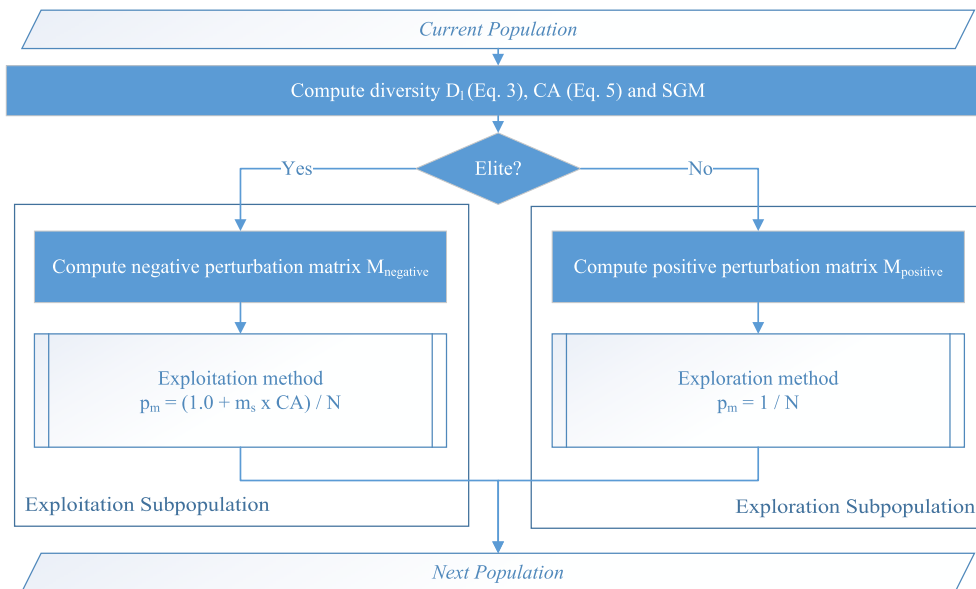 Current Population
Compute diversity D₁ (Eq. 3), CA (Eq. 5) and SGM
Elite?
Yes
No
Compute negative perturbation matrix Mnegative
Compute positive perturbation matrix Mpositive
Exploitation method
pm = (1.0 + ms x CA) / N
Exploration method
pm = 1 / N
Exploitation Subpopulation
Exploration Subpopulation
Next Population